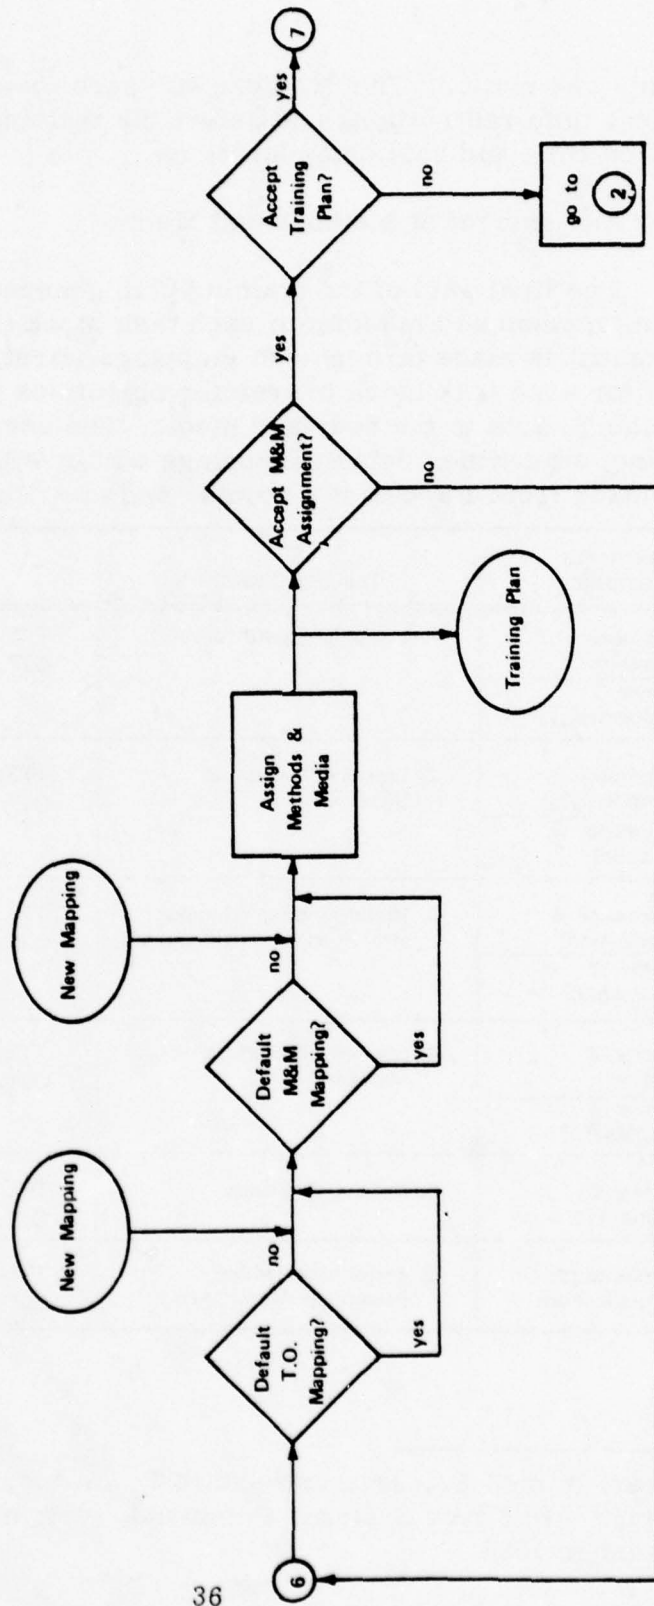 6
Default
T.O.
Mapping?
yes
no
New Mapping
Default
M&M
Mapping?
yes
no
New Mapping
Assign
Methods &
Media
Training Plan
Accept M&M
Assignment?
no
yes
Accept
Training
Plan?
no
go to
2
yes
7
36